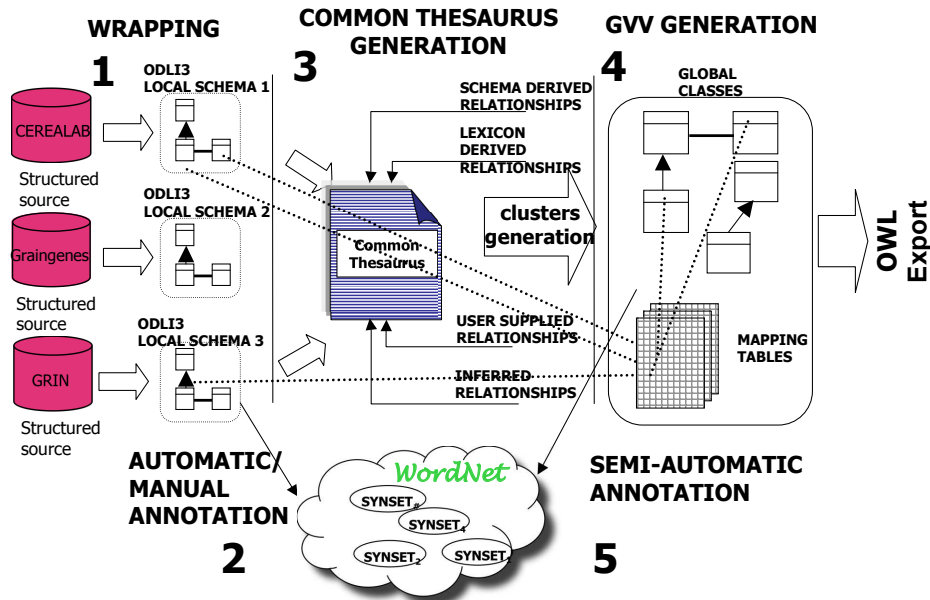 WRAPPING
1
COMMON THESAURUS
GENERATION
3
GVV GENERATION
4
ODLI3
LOCAL SCHEMA 1
CEREALAB
Structured
source
ODLI3
LOCAL SCHEMA 2
Graingenes
Structured
source
ODLI3
LOCAL SCHEMA 3
GRIN
Structured
source
SCHEMA DERIVED
RELATIONSHIPS
LEXICON
DERIVED
RELATIONSHIPS
Common
Thesaurus
clusters
generation
USER SUPPLIED
RELATIONSHIPS
INFERRED
RELATIONSHIPS
GLOBAL
CLASSES
MAPPING
TABLES
OWL
Export
AUTOMATIC/
MANUAL
ANNOTATION
2
WordNet
SYNSET#
SYNSET4
SYNSET2
SYNSET1
SEMI-AUTOMATIC
ANNOTATION
5